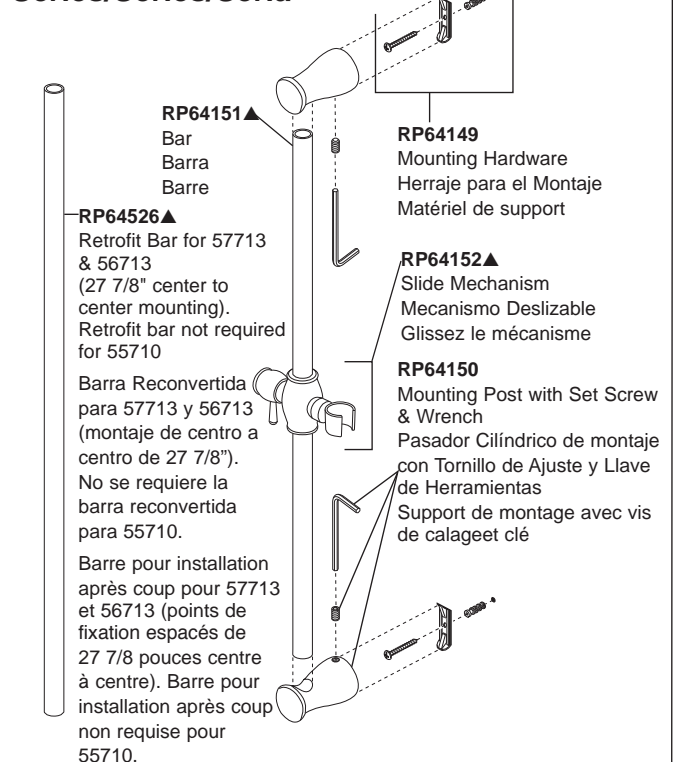 RP64151▲
Bar
Barra
Barre
RP64526▲
Retrofit Bar for 57713
& 56713
(27 7/8" center to
center mounting).
Retrofit bar not required
for 55710
Barra Reconvertida
para 57713 y 56713
(montaje de centro a
centro de 27 7/8”).
No se requiere la
barra reconvertida
para 55710.
Barre pour installation
après coup pour 57713
et 56713 (points de
fixation espacés de
27 7/8 pouces centre
à centre). Barre pour
installation après coup
non requise pour
55710.
RP64149
Mounting Hardware
Herraje para el Montaje
Matériel de support
RP64152▲
Slide Mechanism
Mecanismo Deslizable
Glissez le mécanisme
RP64150
Mounting Post with Set Screw
& Wrench
Pasador Cilíndrico de montaje
con Tornillo de Ajuste y Llave
de Herramientas
Support de montage avec vis
de calageet clé